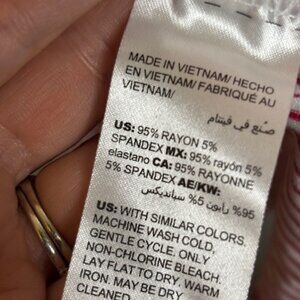 MADE IN VIETNAM/ HECHO
EN VIETNAM/ FABRIQUÉ AU
VIETNAM/
صنع في فيتنام
US: 95% RAYON 5%
SPANDEX MX: 95% rayón 5%
elastano CA: 95% RAYONNE
5% SPANDEX AE/KW:
95% رايون 5% سباندیکس
US: WITH SIMILAR COLORS.
MACHINE WASH COLD,
GENTLE CYCLE. ONLY
NON-CHLORINE BLEACH.
LAY FLAT TO DRY. WARM
IRON. MAY BE DRY